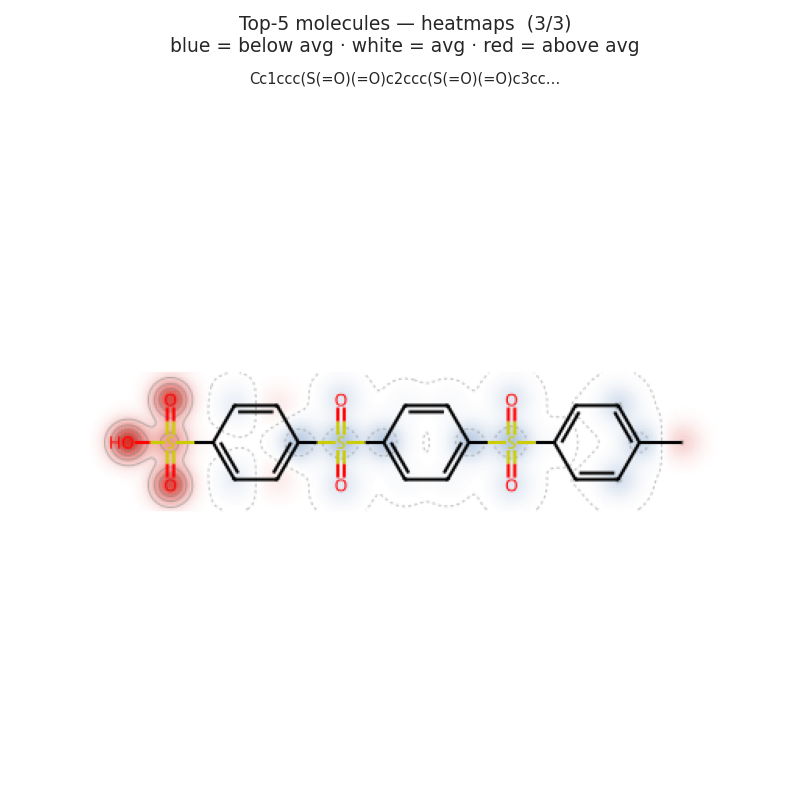 Top-5 molecules — heatmaps (3/3)
blue = below avg · white = avg · red = above avg
Cc1ccc(S(=O)(=O)c2ccc(S(=O)(=O)c3cc...
O O O
HO S S S
O O O